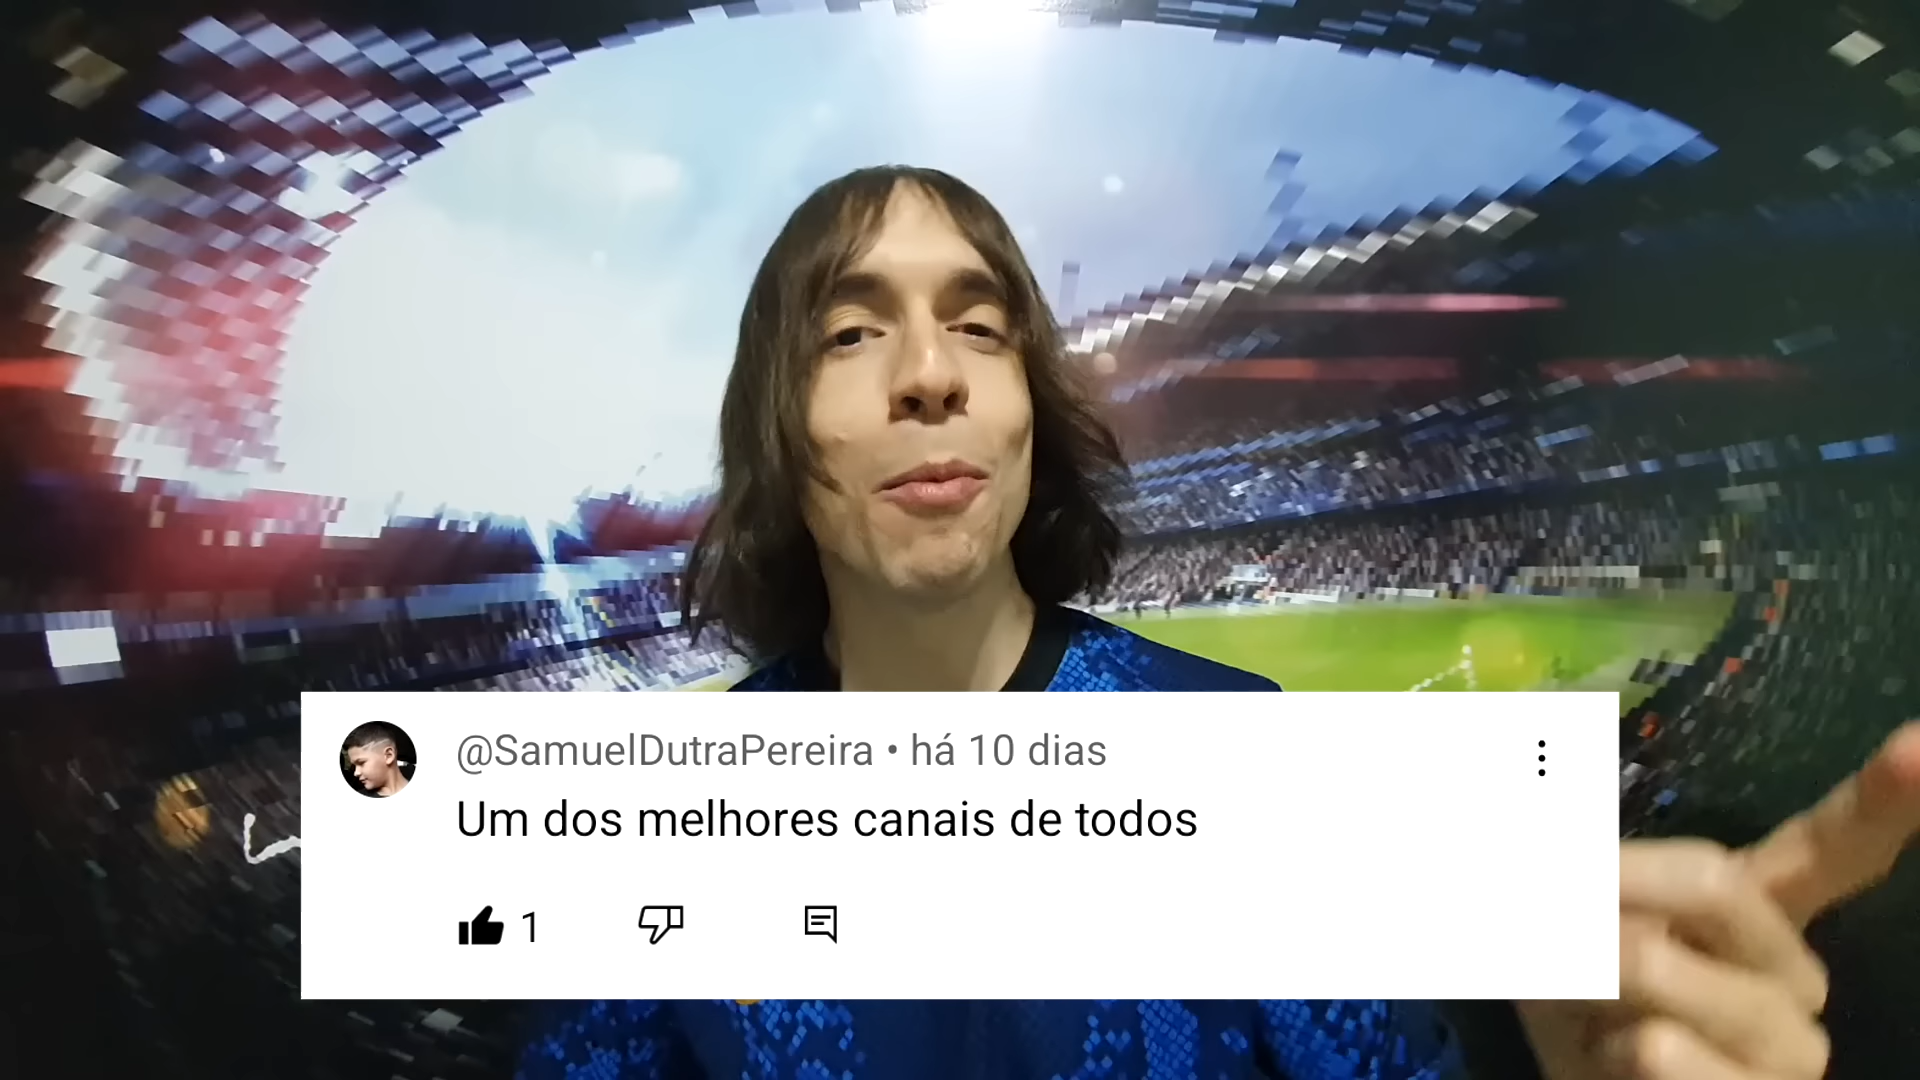 @SamuelDutraPereira • há 10 dias
Um dos melhores canais de todos
1